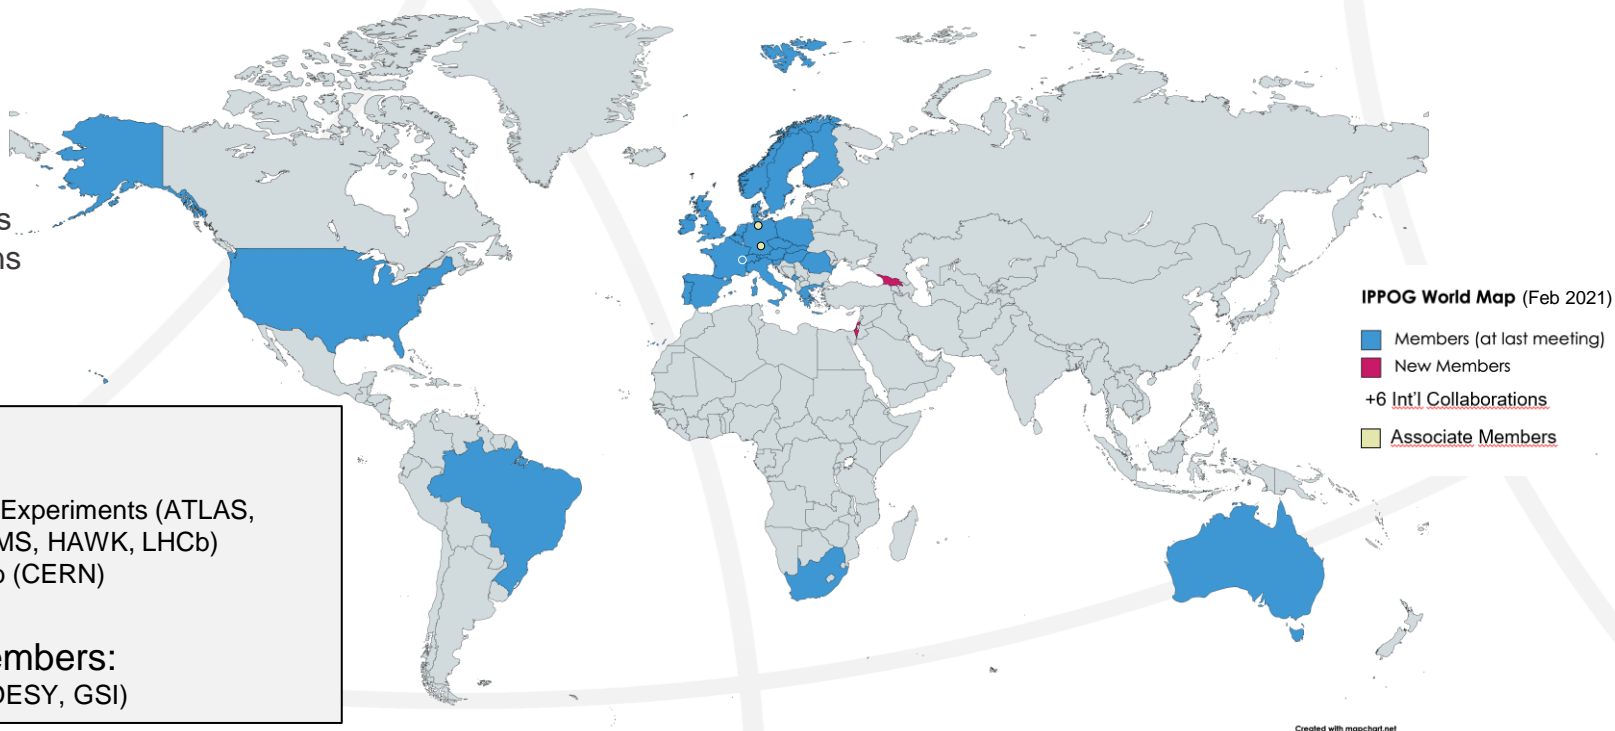 s
ns
IPPOG World Map (Feb 2021)
Members (at last meeting)
New Members
+6 Int'l Collaborations
Associate Members
Experiments (ATLAS,
MS, HAWK, LHCb)
(CERN)
embers:
DESY, GSI)
Created with mapchart.net